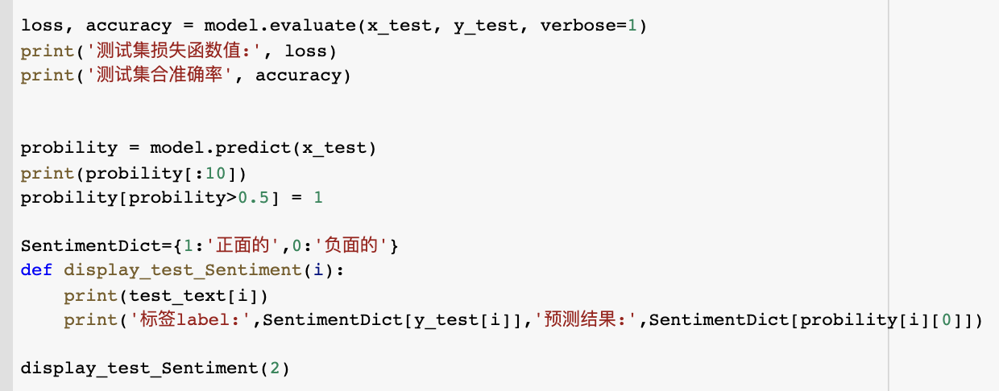 loss, accuracy = model.evaluate(x_test, y_test, verbose=1)
print('测试集损失函数值:', loss)
print('测试集合准确率', accuracy)
probility = model.predict(x_test)
print(probility[:10])
probility[probility>0.5] = 1
SentimentDict={1:'正面的',0:'负面的'}
def display_test_Sentiment(i):
    print(test_text[i])
    print('标签label:',SentimentDict[y_test[i]],'预测结果:',SentimentDict[probility[i][0]])
display_test_Sentiment(2)